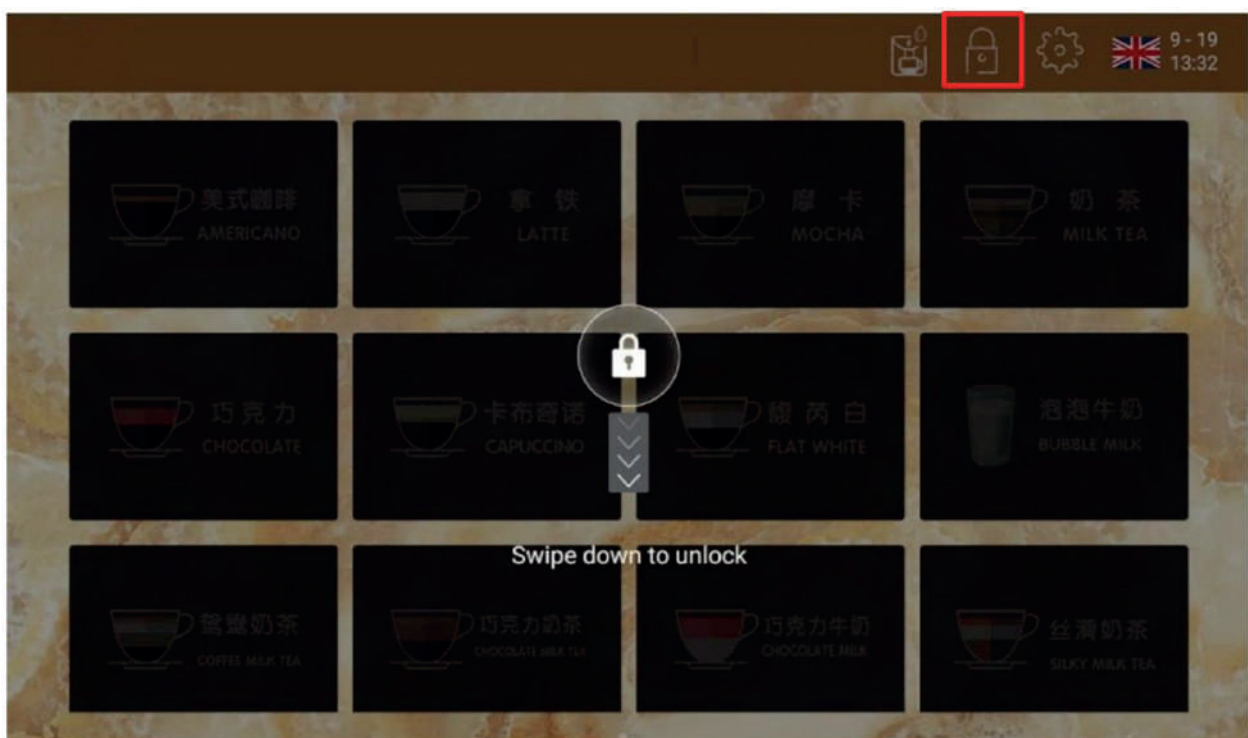 9 - 19
13:32
美式咖啡
AMERICANO
拿 铁
LATTE
摩 卡
MOCHA
奶 茶
MILK TEA
巧克力
CHOCOLATE
卡布奇诺
CAPUCCINO
馥芮白
FLAT WHITE
泡泡牛奶
BUBBLE MILK
Swipe down to unlock
鸳鸯奶茶
COFFEE MILK TEA
巧克力奶茶
CHOCOLATE MILK TEA
巧克力牛奶
CHOCOLATE MILK
丝滑奶茶
SILKY MILK TEA